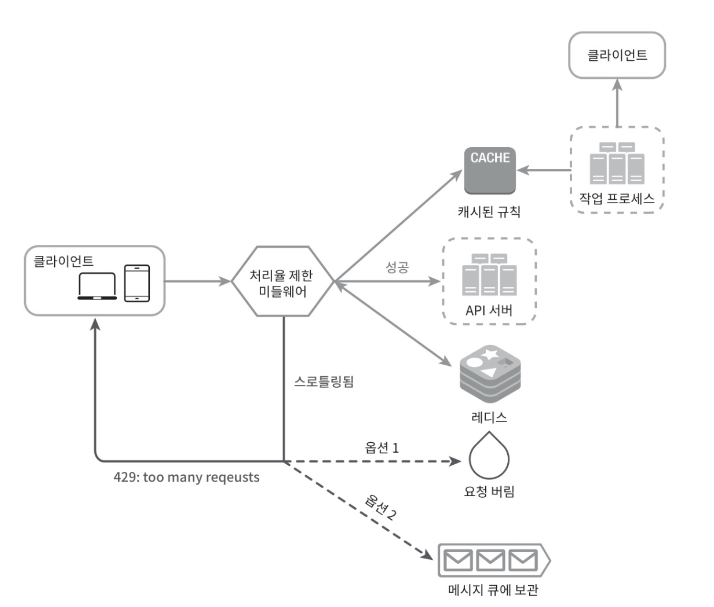 클라이언트
CACHE
캐시된 규칙
작업 프로세스
클라이언트
처리율 제한
미들웨어
성공
API 서버
스로틀링됨
레디스
옵션 1
429: too many reqeusts
요청 버림
옵션 2
메시지 큐에 보관